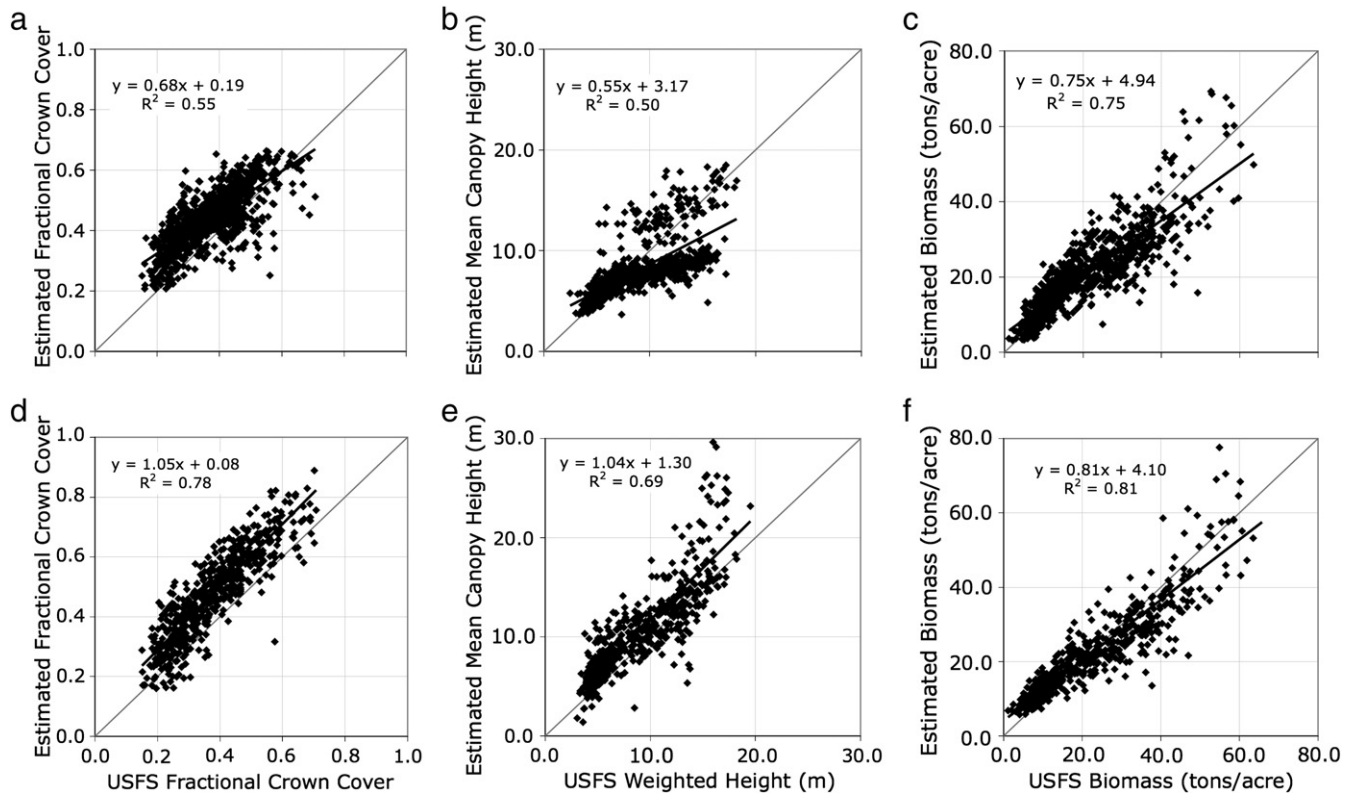 a
Estimated Fractional Crown Cover
1.0
0.8
0.6
0.4
0.2
0.0
y = 0.68x + 0.19
R² = 0.55
b
Estimated Mean Canopy Height (m)
30.0
20.0
10.0
0.0
y = 0.55x + 3.17
R² = 0.50
c
Estimated Biomass (tons/acre)
80.0
60.0
40.0
20.0
0.0
y = 0.75x + 4.94
R² = 0.75
d
Estimated Fractional Crown Cover
1.0
0.8
0.6
0.4
0.2
0.0
y = 1.05x + 0.08
R² = 0.78
0.0 0.2 0.4 0.6 0.8 1.0
USFS Fractional Crown Cover
e
Estimated Mean Canopy Height (m)
30.0
20.0
10.0
0.0
y = 1.04x + 1.30
R² = 0.69
0.0 10.0 20.0 30.0
USFS Weighted Height (m)
f
Estimated Biomass (tons/acre)
80.0
60.0
40.0
20.0
0.0
y = 0.81x + 4.10
R² = 0.81
0.0 20.0 40.0 60.0 80.0
USFS Biomass (tons/acre)